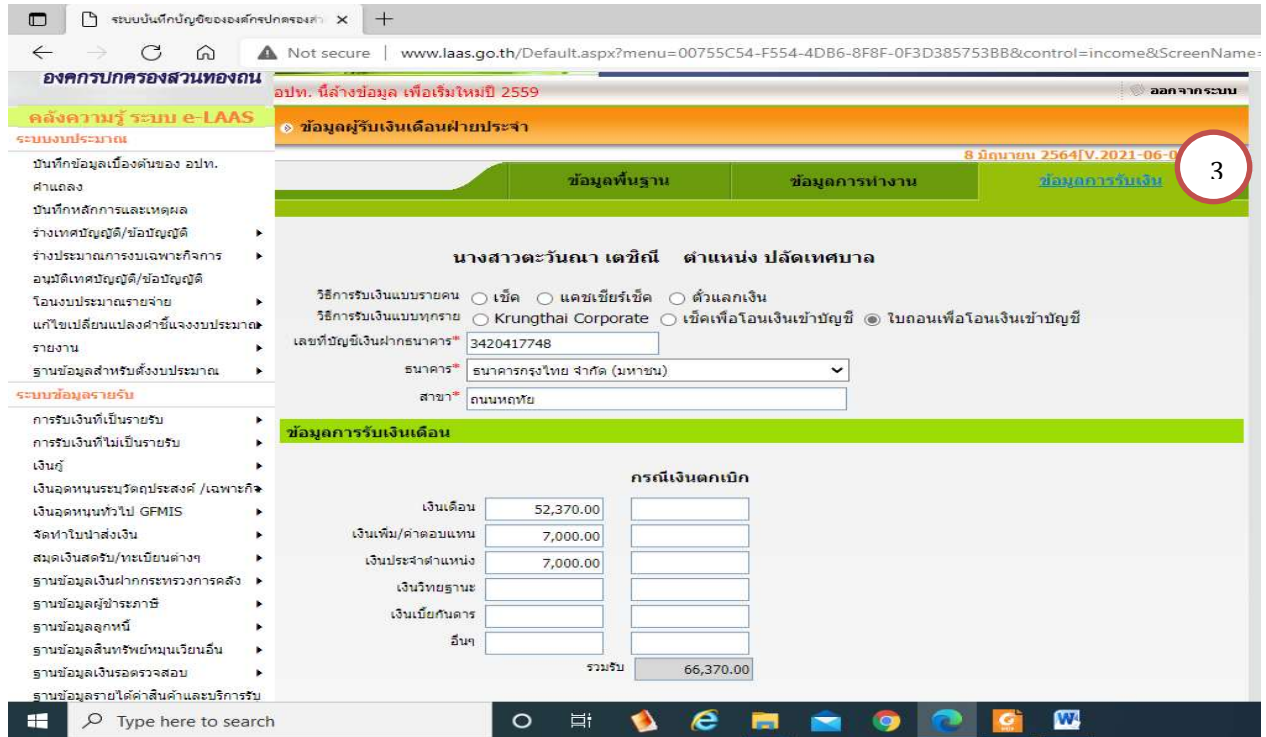 ระบบบันทึกบัญชีขององค์กรปกครองส่ว
Not secure | www.laas.go.th/Default.aspx?menu=00755C54-F554-4DB6-8F8F-0F3D385753BB&control=income&ScreenName=
องค์กรปกครองส่วนท้องถิ่น
อปท. นี้ล้างข้อมูล เพื่อเริ่มใหม่ปี 2559
ออกจากระบบ
คลังความรู้ ระบบ e-LAAS
ข้อมูลผู้รับเงินเดือนฝ่ายประจำ
ระบบงบประมาณ
8 มิถุนายน 2564[V.2021-06-0
3
บันทึกข้อมูลเบื้องต้นของ อปท.
คำแถลง
บันทึกหลักการและเหตุผล
ร่างเทศบัญญัติ/ข้อบัญญัติ
ร่างประมาณการงบเฉพาะกิจการ
อนุมัติเทศบัญญัติ/ข้อบัญญัติ
โอนงบประมาณรายจ่าย
แก้ไขเปลี่ยนแปลงคำชี้แจงงบประมาณ
รายงาน
ฐานข้อมูลสำหรับตั้งงบประมาณ
ระบบข้อมูลรายรับ
การรับเงินที่เป็นรายรับ
การรับเงินที่ไม่เป็นรายรับ
เงินกู้
เงินอุดหนุนระบุวัตถุประสงค์ /เฉพาะกิจ
เงินอุดหนุนทั่วไป GFMIS
จัดทำใบนำส่งเงิน
สมุดเงินสดรับ/ทะเบียนต่างๆ
ฐานข้อมูลเงินฝากกระทรวงการคลัง
ฐานข้อมูลผู้ชำระภาษี
ฐานข้อมูลลูกหนี้
ฐานข้อมูลสินทรัพย์หมุนเวียนอื่น
ฐานข้อมูลเงินรอตรวจสอบ
ฐานข้อมูลรายได้ค่าสินค้าและบริการรับ
ข้อมูลพื้นฐาน ข้อมูลการทำงาน ข้อมูลการรับเงิน
นางสาวตะวันณา เตชิณี ตำแหน่ง ปลัดเทศบาล
วิธีการรับเงินแบบรายคน เช็ค แคชเชียร์เช็ค ตั๋วแลกเงิน
วิธีการรับเงินแบบทุกราย Krungthai Corporate เช็คเพื่อโอนเงินเข้าบัญชี ใบถอนเพื่อโอนเงินเข้าบัญชี
เลขที่บัญชีเงินฝากธนาคาร* 3420417748
ธนาคาร* ธนาคารกรุงไทย จำกัด (มหาชน)
สาขา* ถนนหฤทัย
ข้อมูลการรับเงินเดือน
กรณีเงินตกเบิก
เงินเดือน 52,370.00
เงินเพิ่ม/ค่าตอบแทน 7,000.00
เงินประจำตำแหน่ง 7,000.00
เงินวิทยฐานะ
เงินเบี้ยกันดาร
อื่นๆ
รวมรับ 66,370.00
Type here to search